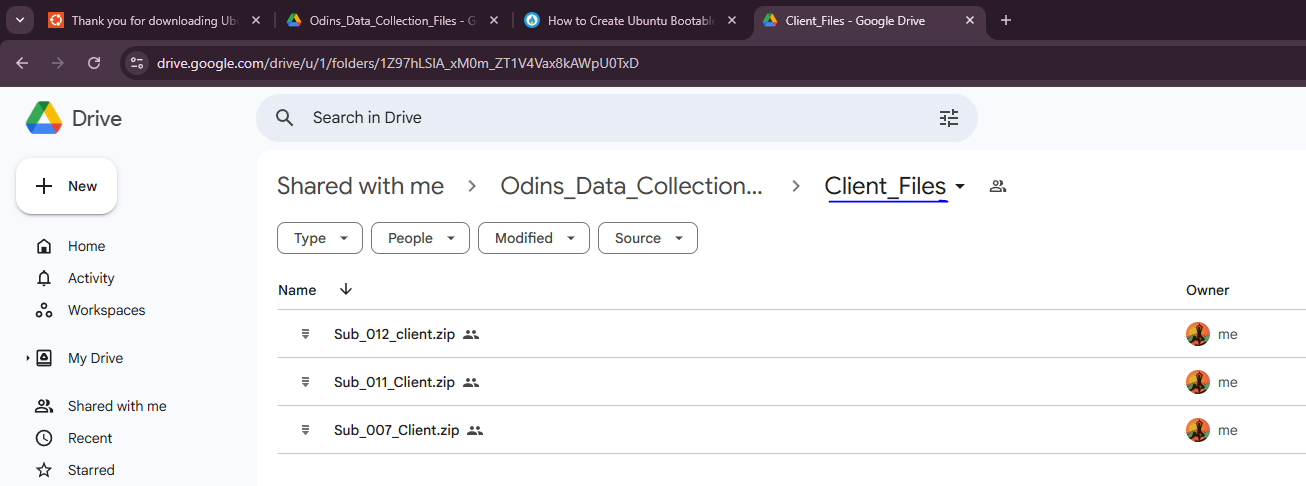 Thank you for downloading Ub
Odins_Data_Collection_Files - G
How to Create Ubuntu Bootable
Client_Files - Google Drive
drive.google.com/drive/u/1/folders/1Z97hLSlA_xM0m_ZT1V4Vax8kAWpU0TxD
Drive
Search in Drive
New
Shared with me > Odins_Data_Collection... > Client_Files
Type People Modified Source
Home
Activity
Workspaces
My Drive
Shared with me
Recent
Starred
Name Owner
Sub_012_client.zip me
Sub_011_Client.zip me
Sub_007_Client.zip me